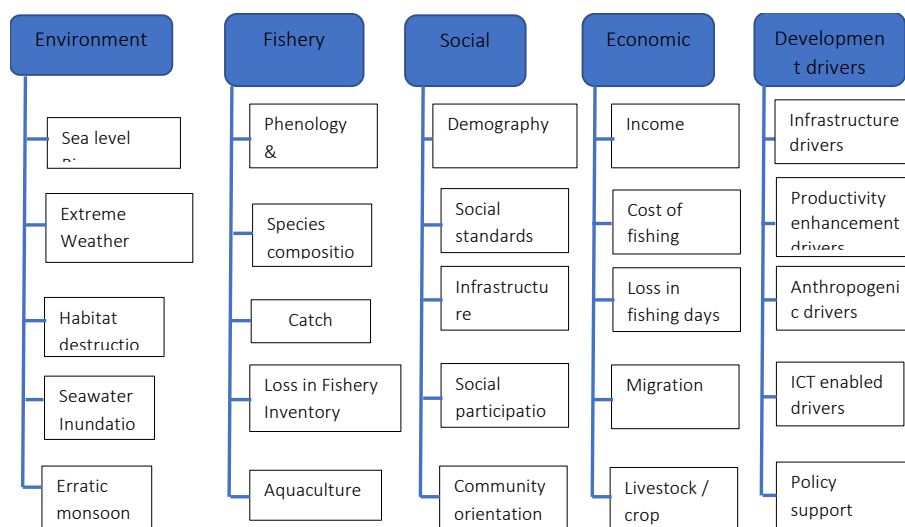 Environment
Sea level
Extreme
Weather
Habitat
destructio
Seawater
Inundatio
Erratic
monsoon
Fishery
Phenology
&
Species
compositio
Catch
Loss in Fishery
Inventory
Aquaculture
Social
Demography
Social
standards
Infrastructu
re
Social
participatio
Community
orientation
Economic
Income
Cost of
fishing
Loss in
fishing days
Migration
Livestock /
crop
Developmen
t drivers
Infrastructure
drivers
Productivity
enhancement
drivers
Anthropogeni
c drivers
ICT enabled
drivers
Policy
support